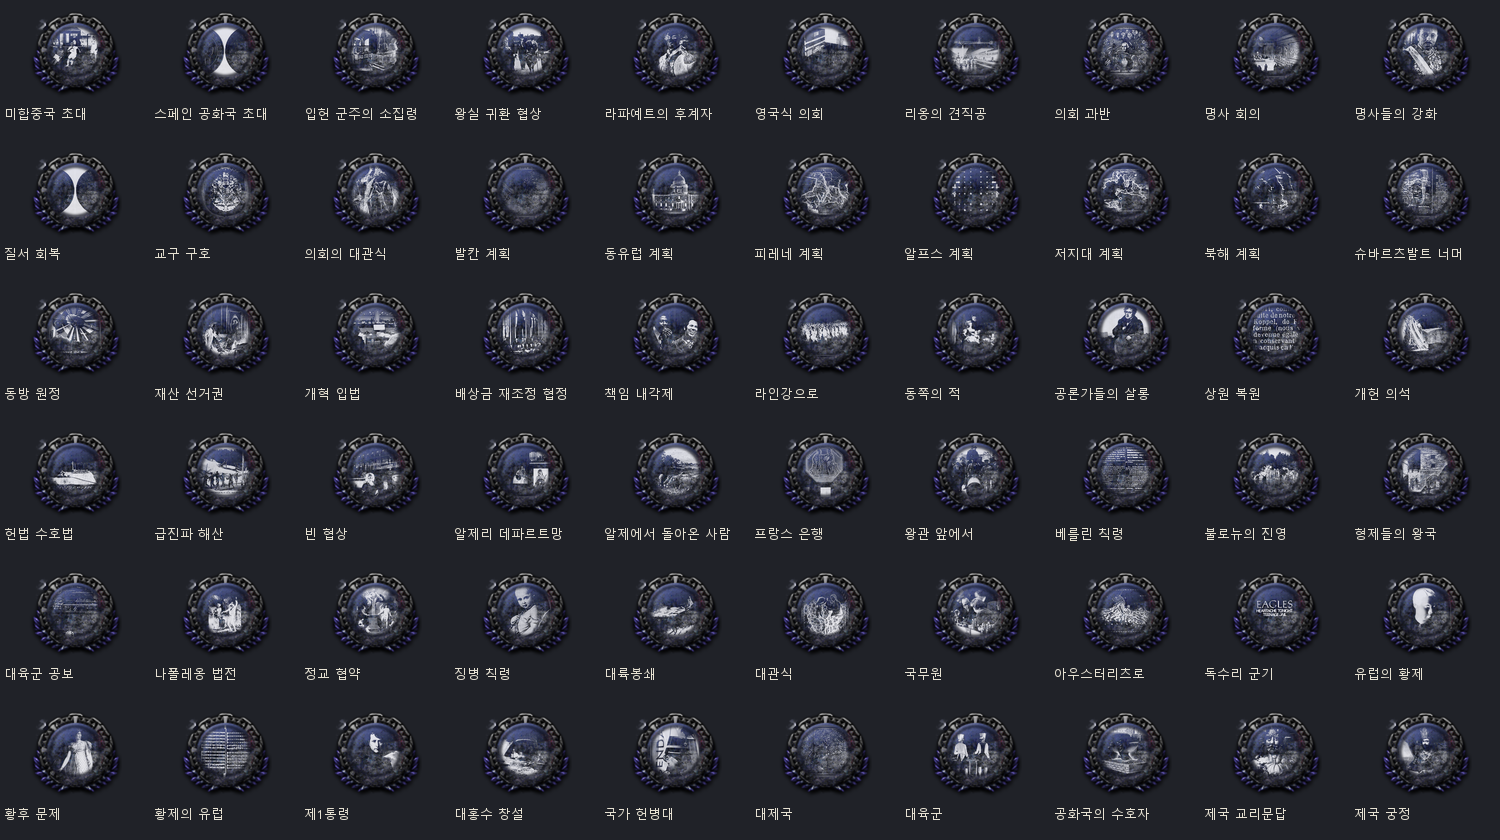 미합중국 초대
스페인 공화국 초대
입헌 군주의 소집령
왕실 귀환 협상
라파예트의 후계자
영국식 의회
리옹의 견직공
의회 과반
명사 회의
명사들의 강화
질서 회복
교구 구호
의회의 대관식
발칸 계획
동유럽 계획
피레네 계획
알프스 계획
저지대 계획
북해 계획
슈바르츠발트 너머
동방 원정
재산 선거권
개혁 입법
배상금 재조정 협정
책임 내각제
라인강으로
동쪽의 적
공론가들의 살롱
상원 복원
개헌 의석
헌법 수호법
급진파 해산
빈 협상
알제리 데파르트망
알제에서 돌아온 사람
프랑스 은행
왕관 앞에서
베를린 칙령
불로뉴의 진영
형제들의 왕국
대육군 공보
나폴레옹 법전
정교 협약
징병 칙령
대륙봉쇄
대관식
국무원
아우스터리츠로
EAGLES
독수리 군기
유럽의 황제
황후 문제
황제의 유럽
제1통령
대홍수 창설
국가 헌병대
대제국
대육군
공화국의 수호자
제국 교리문답
제국 궁정